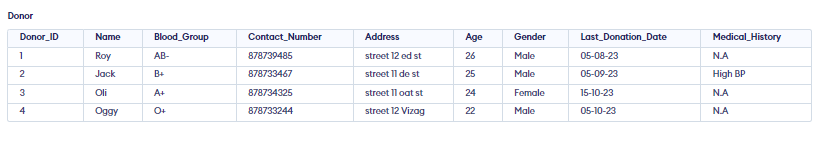 Donor
Donor_ID Name Blood_Group Contact_Number Address Age Gender Last_Donation_Date Medical_History
1 Roy AB- 878739485 street 12 ed st 26 Male 05-08-23 N.A
2 Jack B+ 878733467 street 11 de st 25 Male 05-09-23 High BP
3 Oli A+ 878734325 street 11 oat st 24 Female 15-10-23 N.A
4 Oggy O+ 878733244 street 12 Vizag 22 Male 05-10-23 N.A